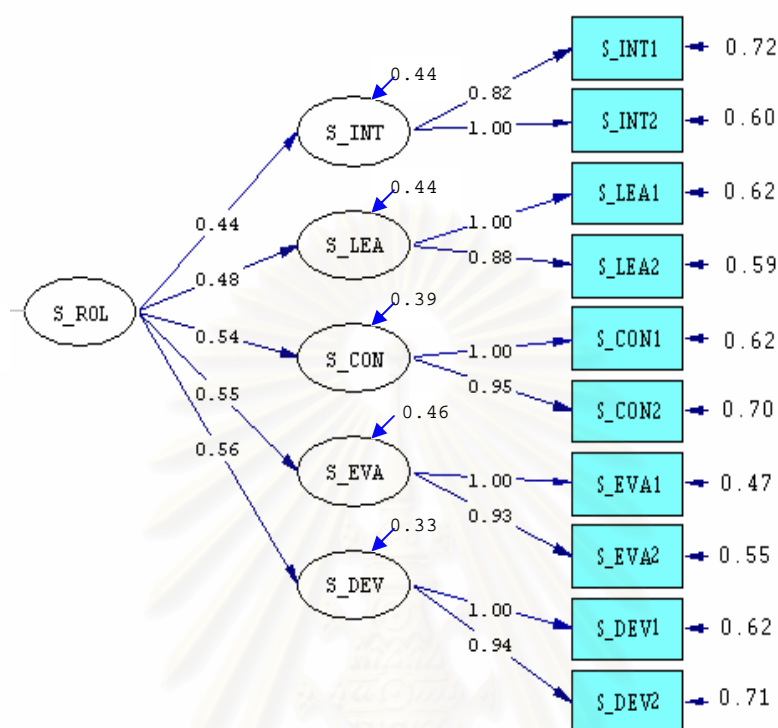 S_INT1 0.72
0.44
0.82
S_INT
1.00
S_INT2 0.60
0.44
S_LEA1 0.62
0.44
1.00
S_LEA
0.88
S_LEA2 0.59
0.48
0.39
S_ROL
0.54
S_CON1 0.62
1.00
S_CON
0.95
S_CON2 0.70
0.55
0.46
S_EVA
1.00
S_EVA1 0.47
0.56
0.93
0.33
S_EVA2 0.55
S_DEV
1.00
S_DEV1 0.62
0.94
S_DEV2 0.71